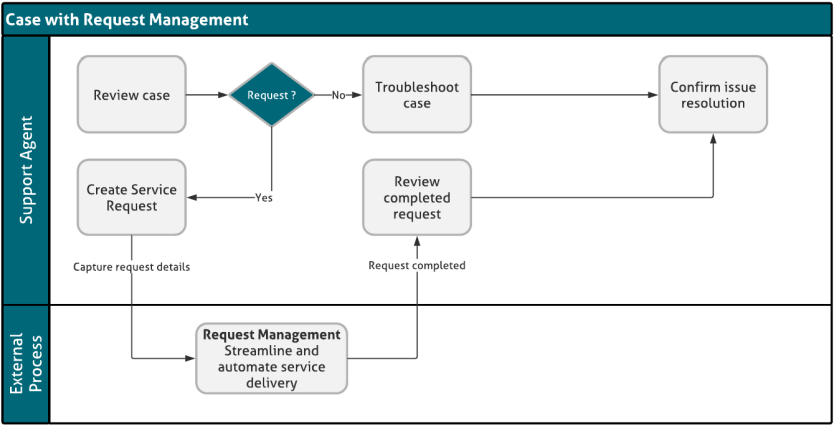 Case with Request Management
Support Agent
Review case
Request ?
No
Troubleshoot
case
Confirm issue
resolution
Create Service
Request
Yes
Review
completed
request
Capture request details
Request completed
External
Process
Request Management
Streamline and
automate service
delivery